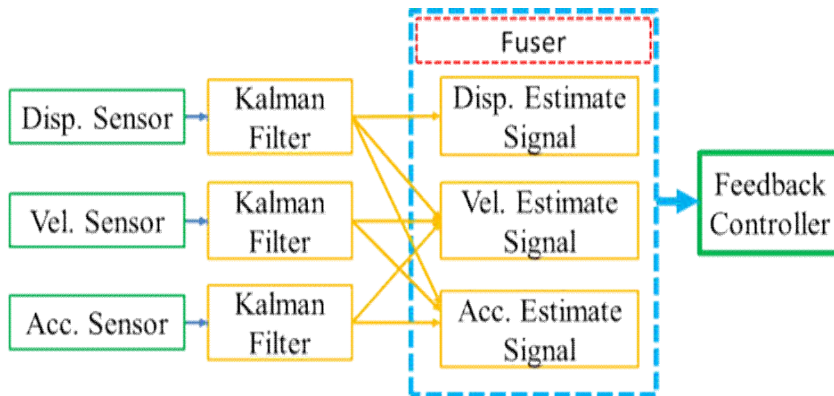 Fuser
Disp. Sensor
Kalman
Filter
Disp. Estimate
Signal
Vel. Sensor
Kalman
Filter
Vel. Estimate
Signal
Feedback
Controller
Acc. Sensor
Kalman
Filter
Acc. Estimate
Signal